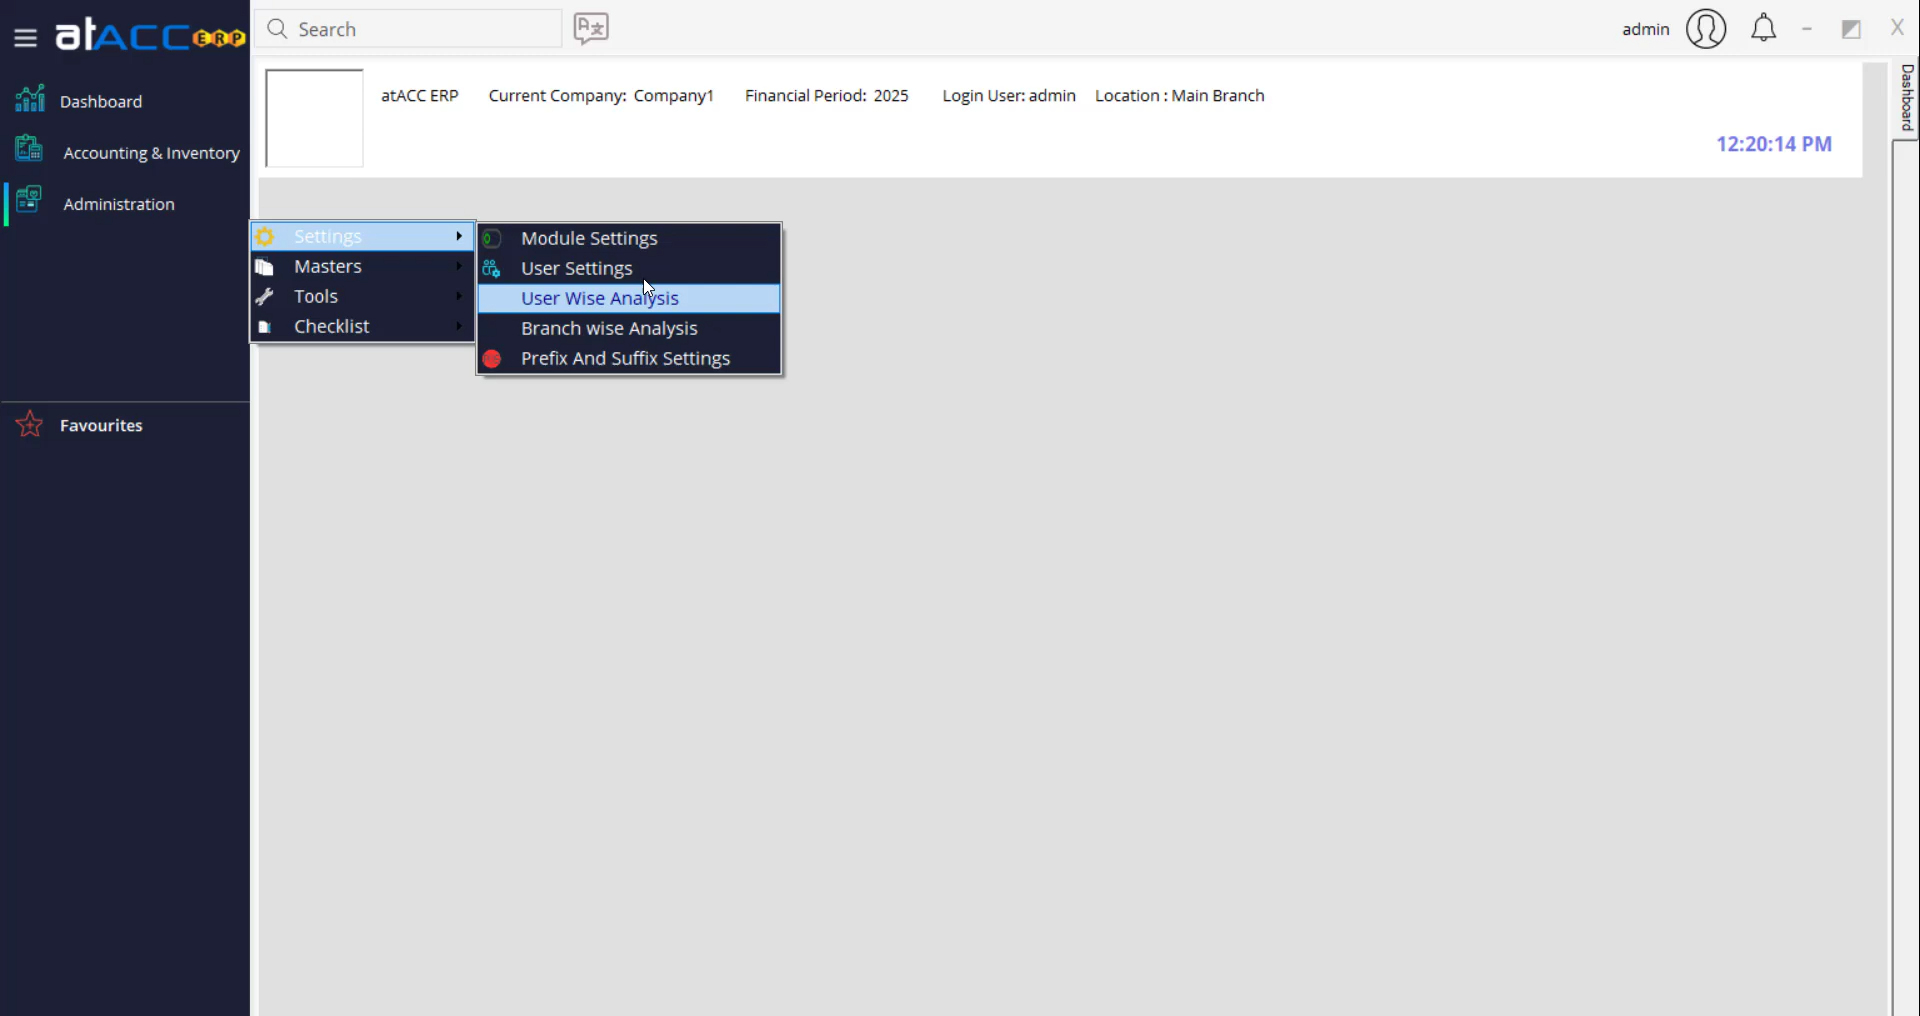 atACC ERP
Search
admin
X
Dashboard
Accounting & Inventory
Administration
Favourites
atACC ERP Current Company: Company1 Financial Period: 2025 Login User: admin Location : Main Branch
12:20:14 PM
Dashboard
Settings
Masters
Tools
Checklist
Module Settings
User Settings
User Wise Analysis
Branch wise Analysis
Prefix And Suffix Settings